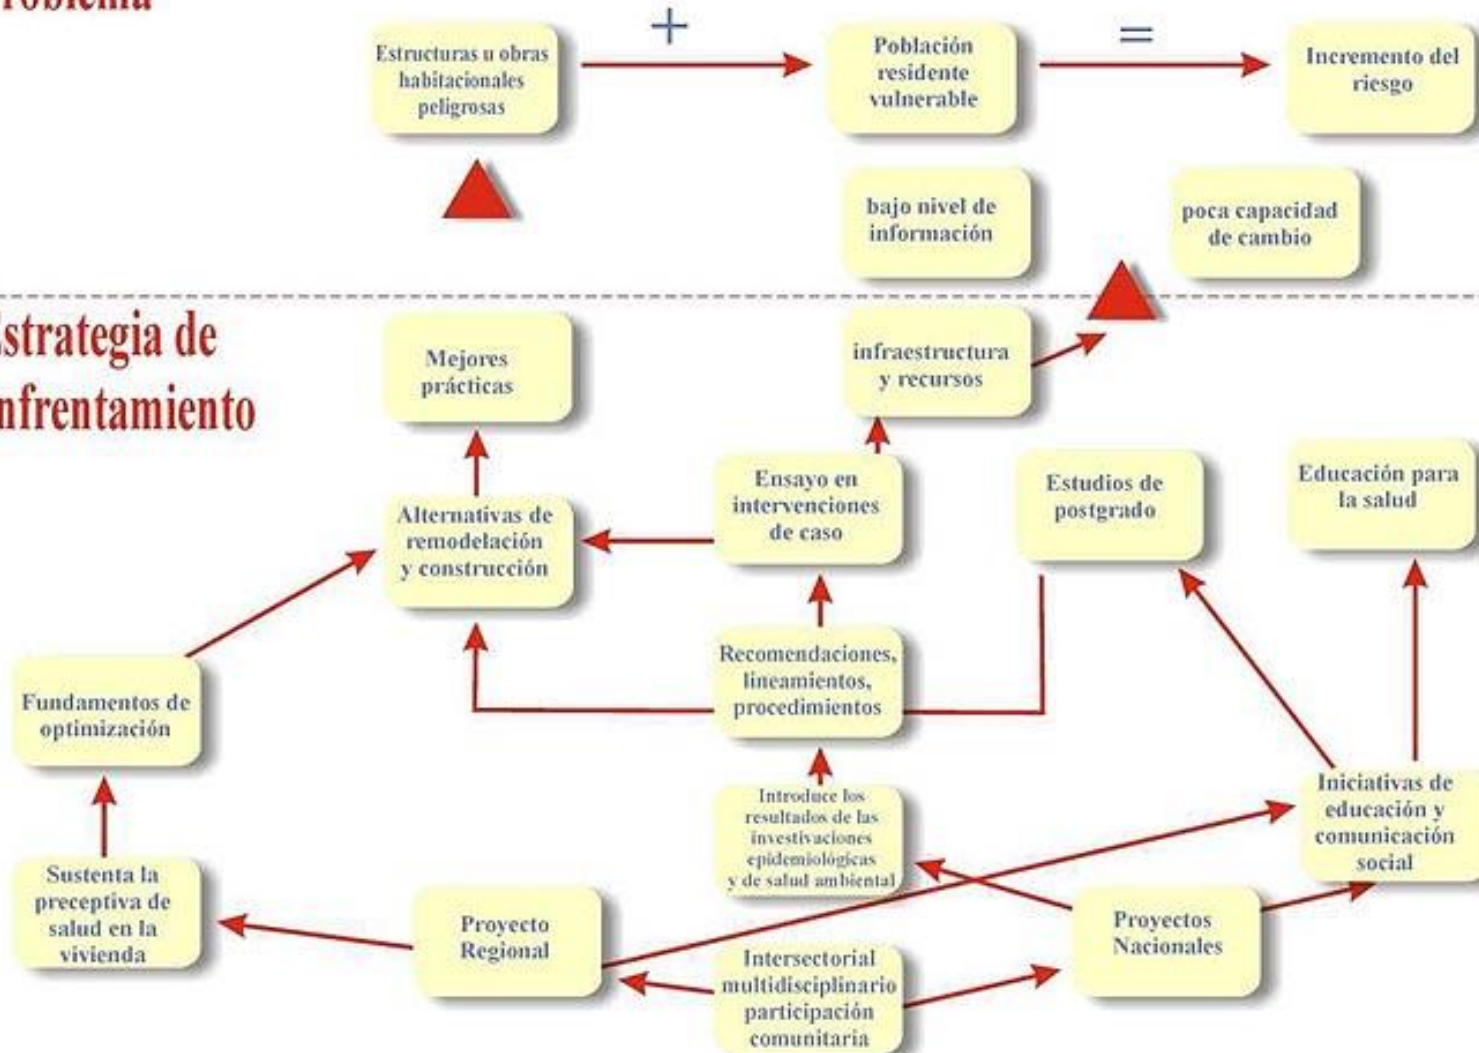 roblema
+
=
Estructuras u obras
habitacionales
peligrosas
Población
residente
vulnerable
Incremento del
riesgo
bajo nivel de
información
poca capacidad
de cambio
strategia de
nfrentamiento
Mejores
prácticas
infraestructura
y recursos
Alternativas de
remodelación
y construcción
Ensayo en
intervenciones
de caso
Estudios de
postgrado
Educación para
la salud
Fundamentos de
optimización
Recomendaciones,
lineamientos,
procedimientos
Introduce los
resultados de las
investivaciones
epidemiológicas
y de salud ambiental
Iniciativas de
educación y
comunicación
social
Sustenta la
preceptiva de
salud en la
vivienda
Proyecto
Regional
Intersectorial
multidisciplinario
participación
comunitaria
Proyectos
Nacionales